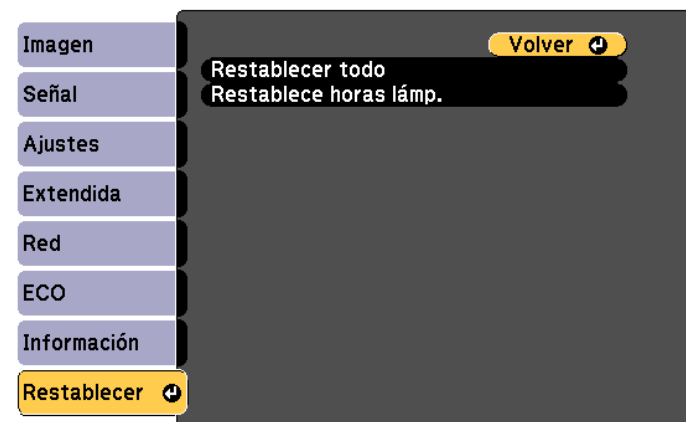 Imagen
Señal
Ajustes
Extendida
Red
ECO
Información
Restablecer
Volver
Restablecer todo
Restablece horas lámp.